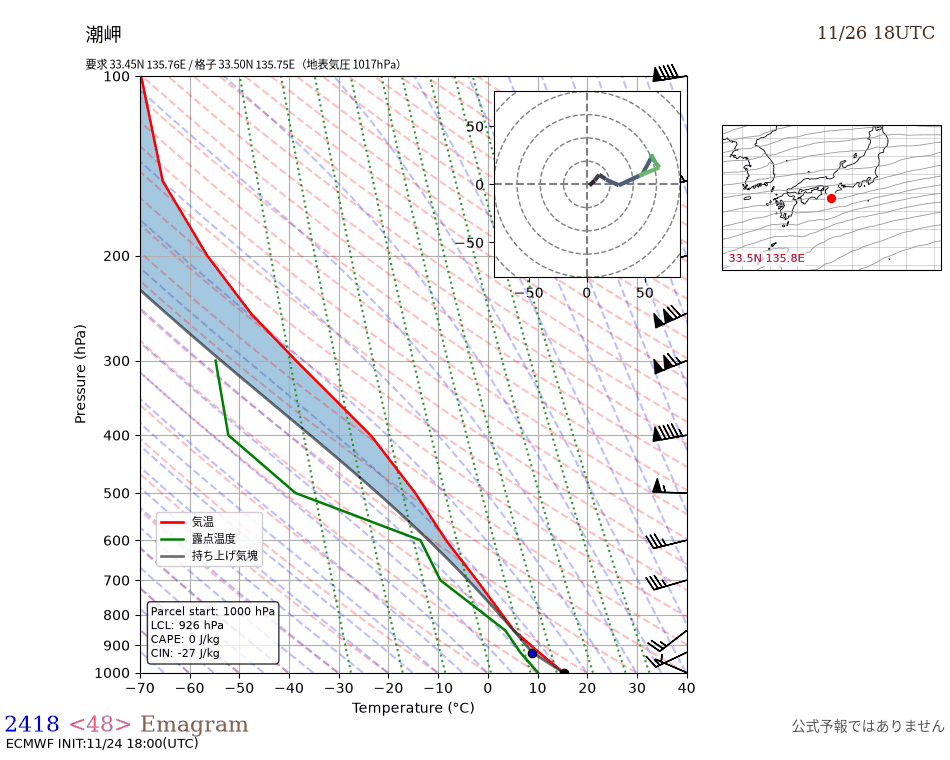 潮岬
11/26 18UTC
要求 33.45N 135.76E / 格子 33.50N 135.75E（地表気圧 1017hPa）
100
200
300
400
500
600
700
800
900
1000
Pressure (hPa)
50
0
−50
−50 0 50
33.5N 135.8E
気温
露点温度
持ち上げ気塊
Parcel start: 1000 hPa
LCL: 926 hPa
CAPE: 0 J/kg
CIN: -27 J/kg
−70 −60 −50 −40 −30 −20 −10 0 10 20 30 40
Temperature (°C)
2418 <48> Emagram
公式予報ではありません
ECMWF INIT:11/24 18:00(UTC)